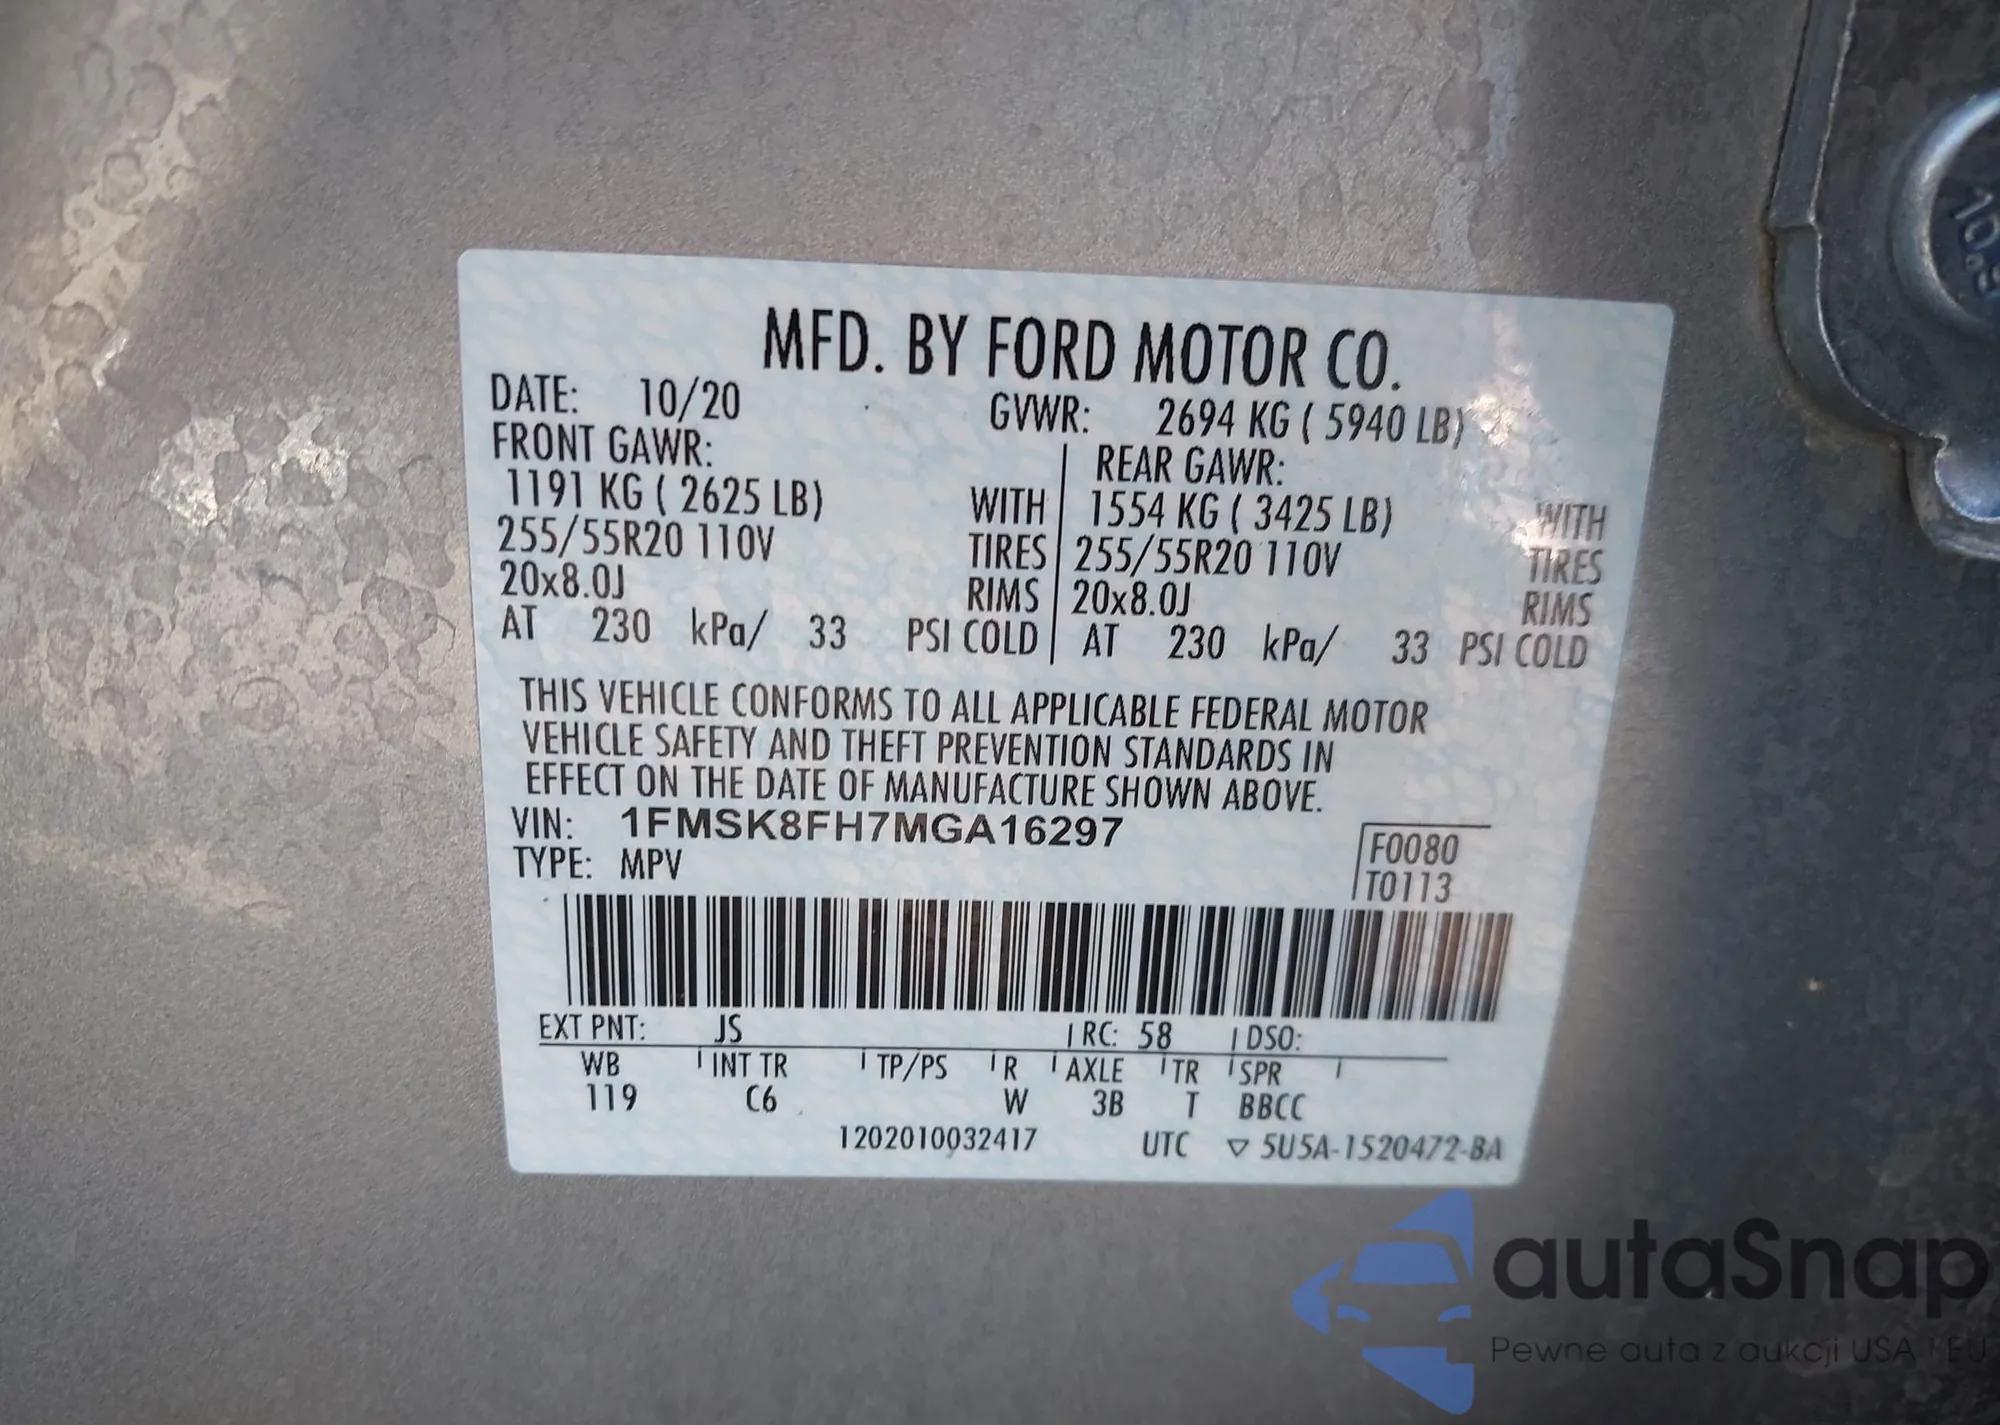 MFD. BY FORD MOTOR CO.
DATE: 10/20 GVWR: 2694 KG ( 5940 LB)
FRONT GAWR: REAR GAWR:
1191 KG ( 2625 LB) WITH 1554 KG ( 3425 LB) WITH
255/55R20 110V TIRES 255/55R20 110V TIRES
20x8.0J RIMS 20x8.0J RIMS
AT 230 kPa/ 33 PSI COLD AT 230 kPa/ 33 PSI COLD
THIS VEHICLE CONFORMS TO ALL APPLICABLE FEDERAL MOTOR
VEHICLE SAFETY AND THEFT PREVENTION STANDARDS IN
EFFECT ON THE DATE OF MANUFACTURE SHOWN ABOVE.
VIN: 1FMSK8FH7MGA16297
TYPE: MPV
F0080
T0113
EXT PNT: JS RC: 58 DSO:
WB INT TR TP/PS R AXLE TR SPR
119 C6 W 3B T BBCC
1202010032417 UTC ▽ 5U5A-1520472-BA
autaSnap
Pewne auta z aukcji USA i EU